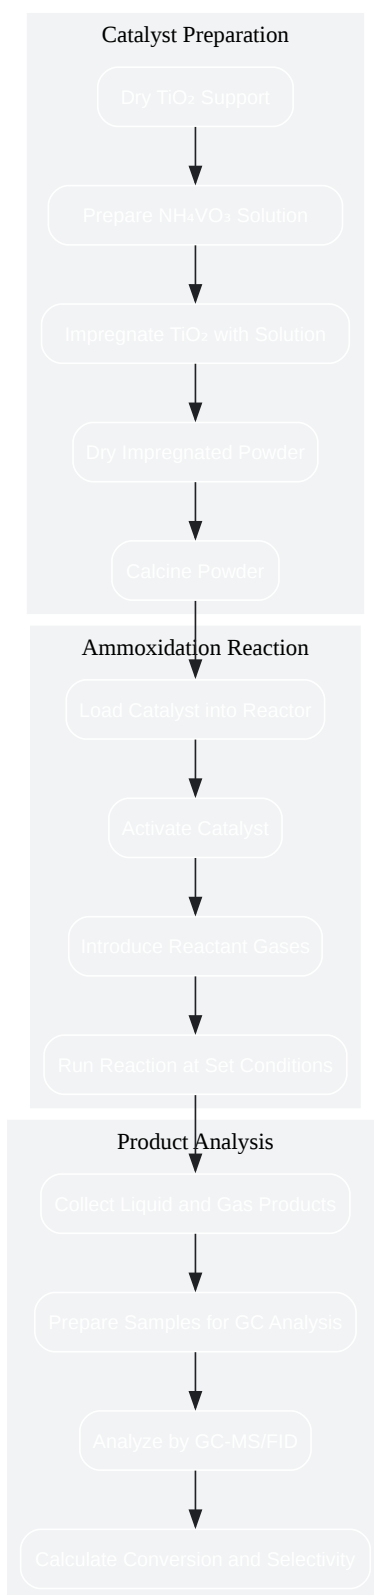 Catalyst Preparation
Dry TiO₂ Support
Prepare NH₄VO₃ Solution
Impregnate TiO₂ with Solution
Dry Impregnated Powder
Calcine Powder
Ammoxidation Reaction
Load Catalyst into Reactor
Activate Catalyst
Introduce Reactant Gases
Run Reaction at Set Conditions
Product Analysis
Collect Liquid and Gas Products
Prepare Samples for GC Analysis
Analyze by GC-MS/FID
Calculate Conversion and Selectivity